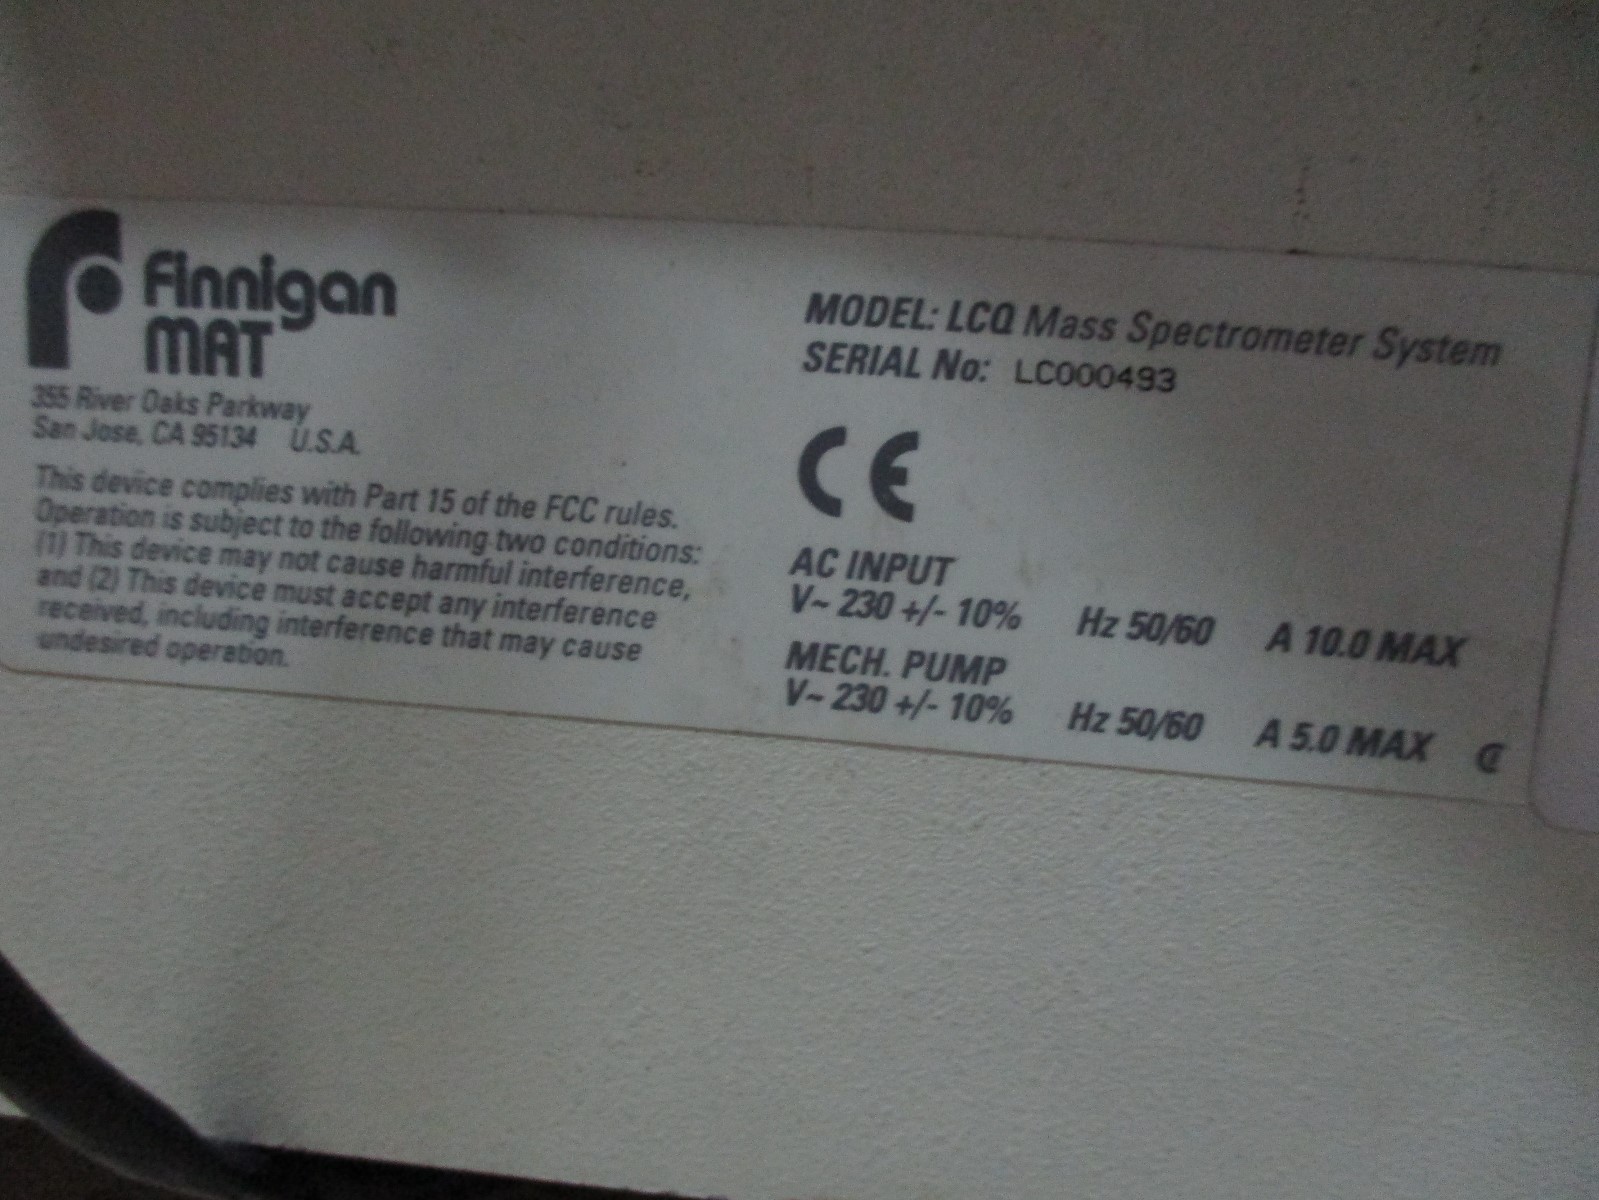 Finnigan
MAT
355 River Oaks Parkway
San Jose, CA 95134 U.S.A.
This device complies with Part 15 of the FCC rules.
Operation is subject to the following two conditions:
(1) This device may not cause harmful interference,
and (2) This device must accept any interference
received, including interference that may cause
undesired operation.
MODEL: LCQ Mass Spectrometer System
SERIAL No: LC000493
CE
AC INPUT
V~ 230 +/- 10% Hz 50/60 A 10.0 MAX
MECH. PUMP
V~ 230 +/- 10% Hz 50/60 A 5.0 MAX